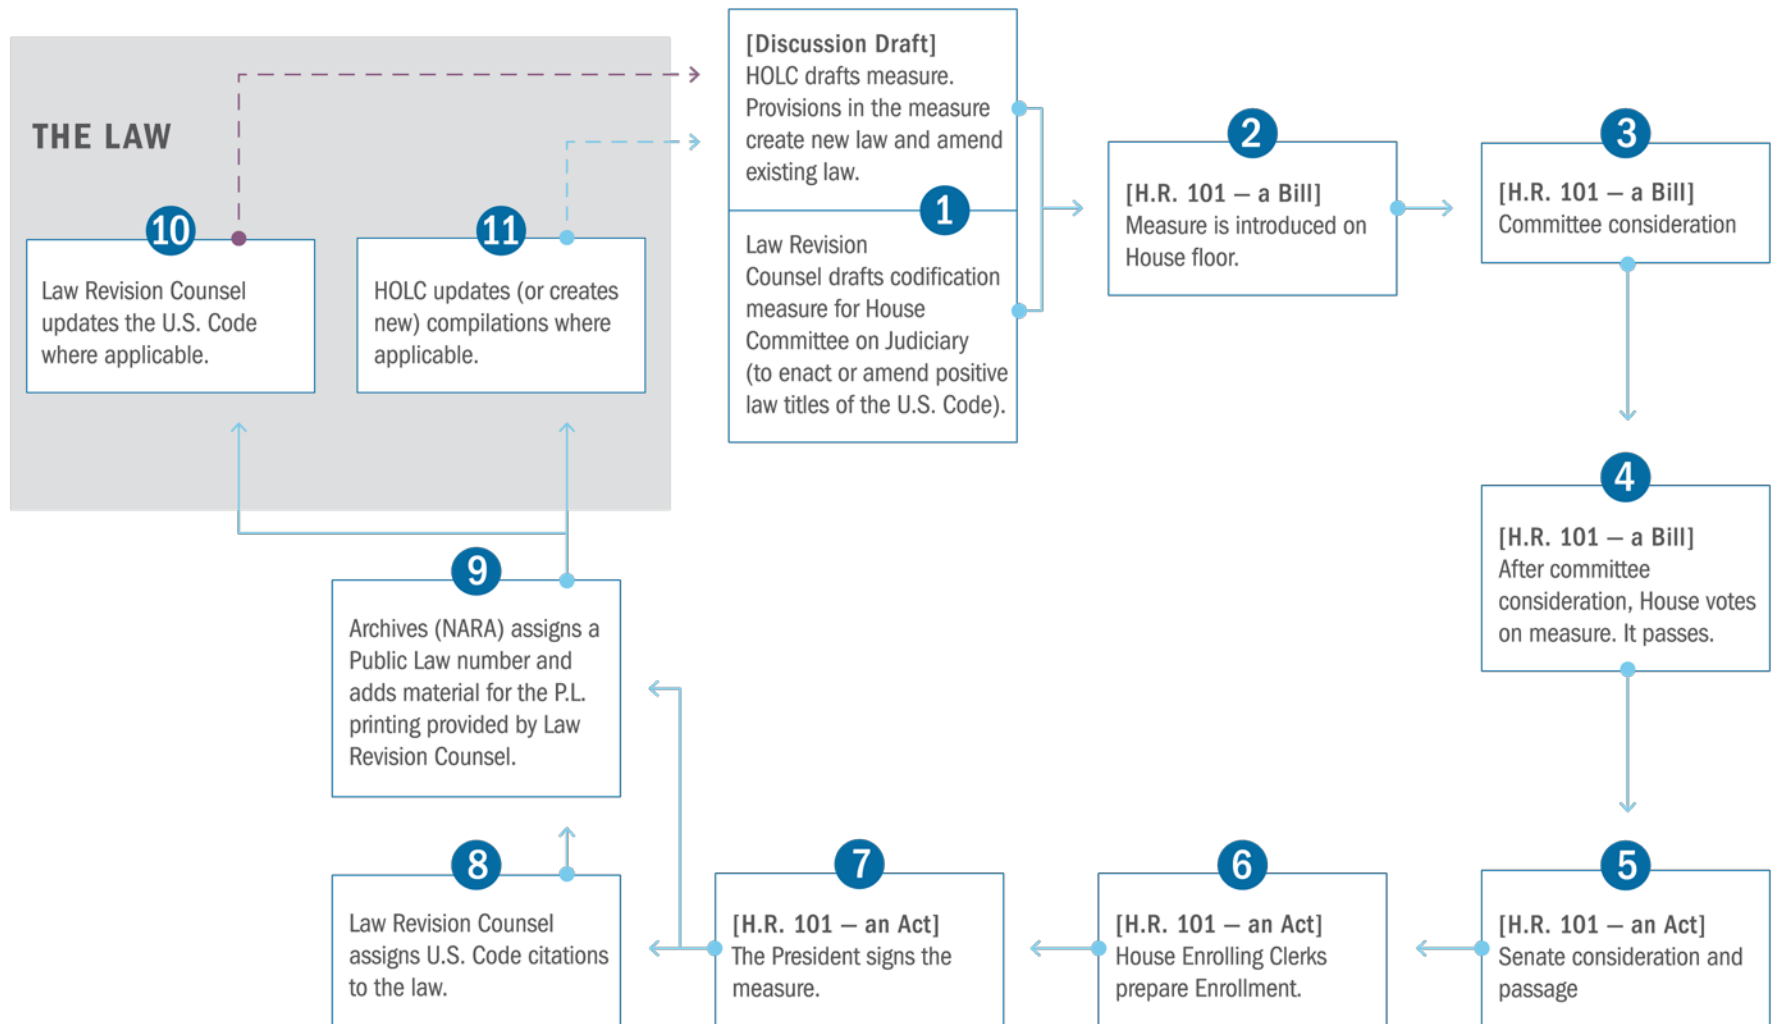 THE LAW
10
Law Revision Counsel
updates the U.S. Code
where applicable.
11
HOLC updates (or creates
new) compilations where
applicable.
[Discussion Draft]
HOLC drafts measure.
Provisions in the measure
create new law and amend
existing law.
1
Law Revision
Counsel drafts codification
measure for House
Committee on Judiciary
(to enact or amend positive
law titles of the U.S. Code).
2
[H.R. 101 — a Bill]
Measure is introduced on
House floor.
3
[H.R. 101 — a Bill]
Committee consideration
4
[H.R. 101 — a Bill]
After committee
consideration, House votes
on measure. It passes.
5
[H.R. 101 — an Act]
Senate consideration and
passage
6
[H.R. 101 — an Act]
House Enrolling Clerks
prepare Enrollment.
7
[H.R. 101 — an Act]
The President signs the
measure.
8
Law Revision Counsel
assigns U.S. Code citations
to the law.
9
Archives (NARA) assigns a
Public Law number and
adds material for the P.L.
printing provided by Law
Revision Counsel.